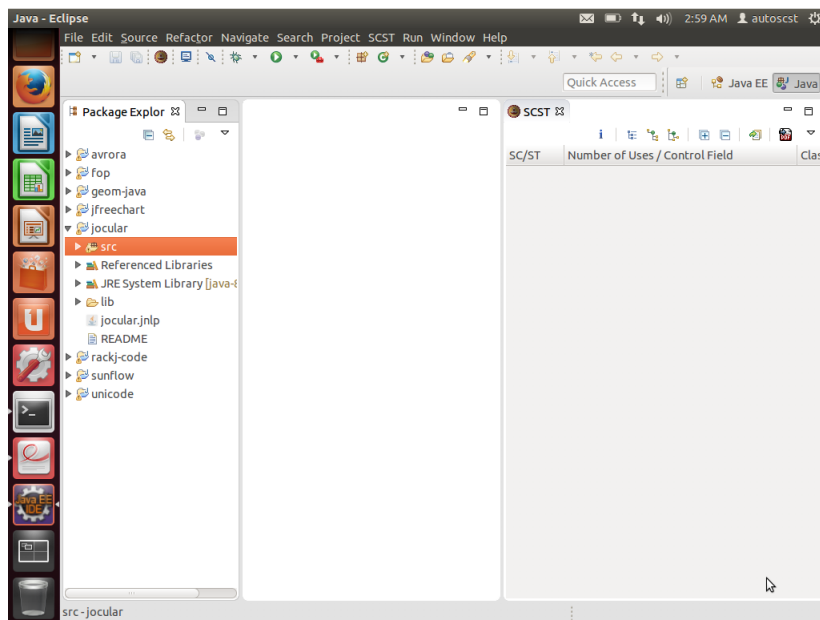 Java - Eclipse
2:59 AM autoscst
File Edit Source Refactor Navigate Search Project SCST Run Window Help
Quick Access
Java EE
Java
Package Explor
SCST
avrora
fop
geom-java
jfreechart
jocular
src
Referenced Libraries
JRE System Library [java-8
lib
jocular.jnlp
README
rackj-code
sunflow
unicode
SC/ST Number of Uses / Control Field Clas
Java EE
IDE
src - jocular